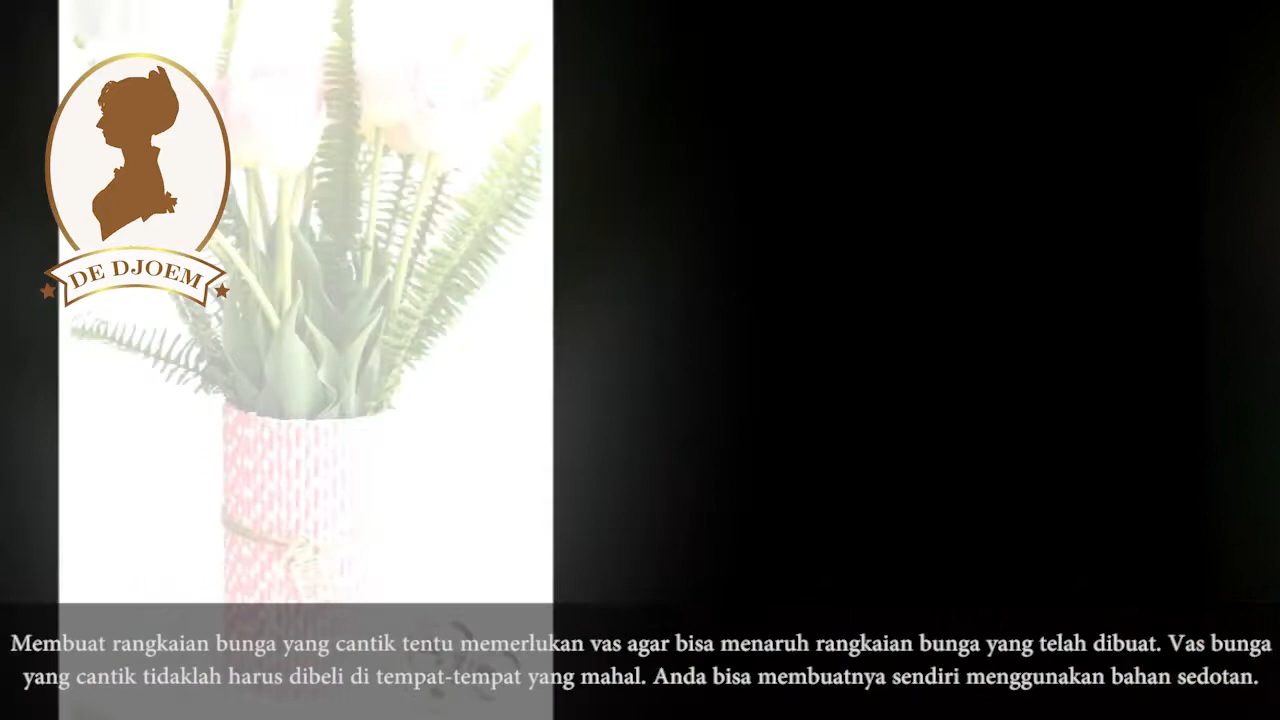 DE DJOEM
Membuat rangkaian bunga yang cantik tentu memerlukan vas agar bisa menaruh rangkaian bunga yang telah dibuat. Vas bunga
yang cantik tidaklah harus dibeli di tempat-tempat yang mahal. Anda bisa membuatnya sendiri menggunakan bahan sedotan.